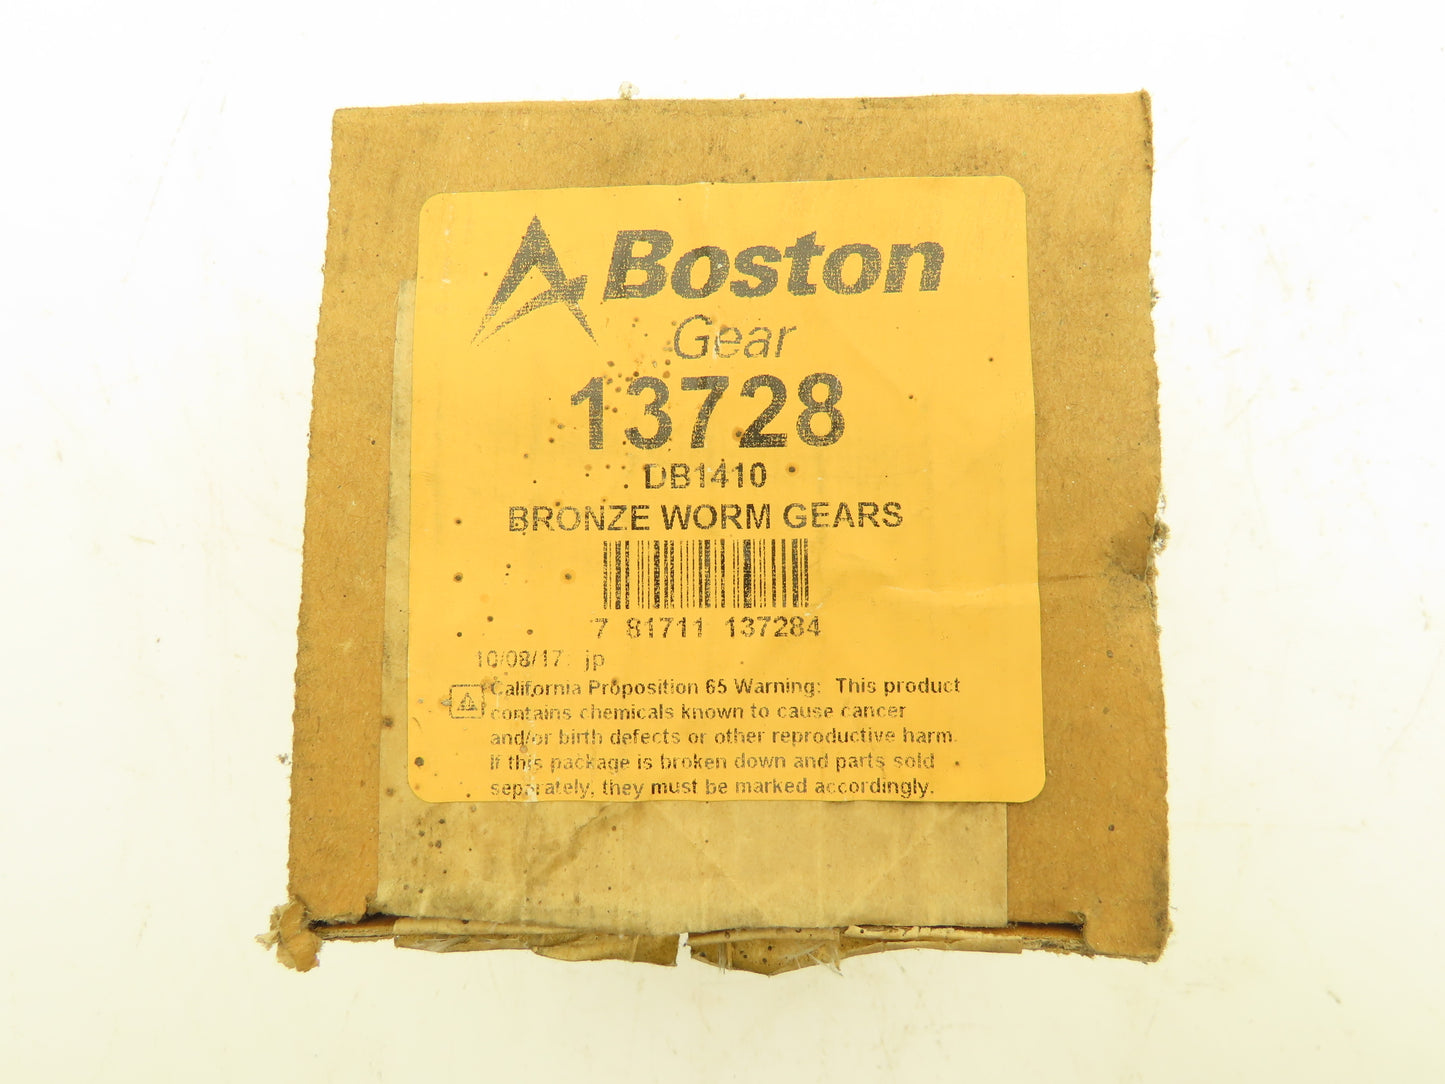 Boston
Gear
13728
DB1410
BRONZE WORM GEARS
7 81711 137284
10/08/17: jp
California Proposition 65 Warning: This product
contains chemicals known to cause cancer
and/or birth defects or other reproductive harm.
If this package is broken down and parts sold
separately, they must be marked accordingly.